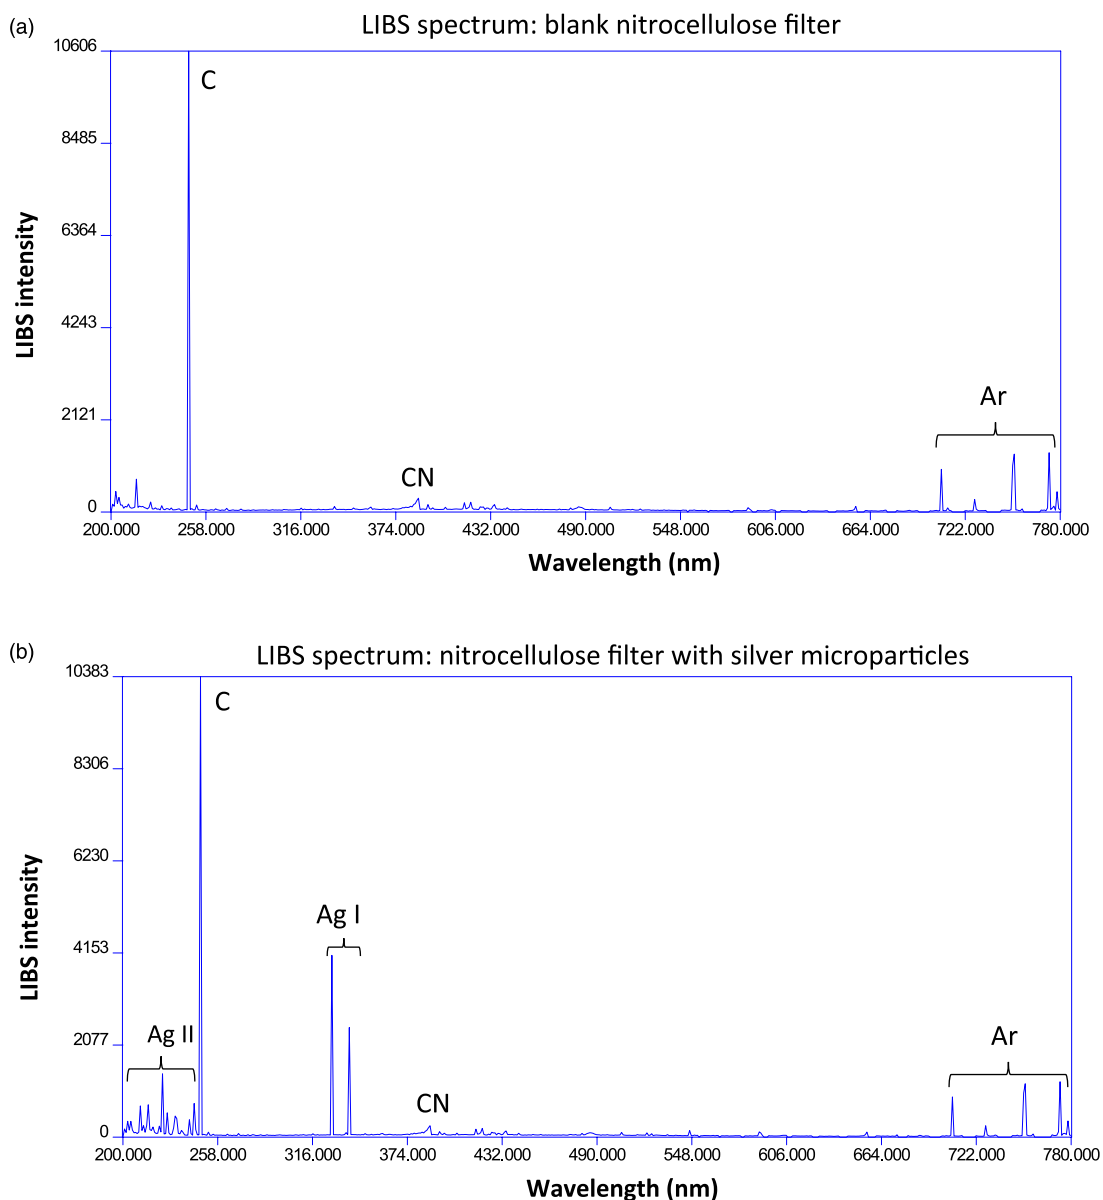 (a)
LIBS spectrum: blank nitrocellulose filter
10606
8485
6364
4243
2121
0
LIBS intensity
C
CN
Ar
200.000 258.000 316.000 374.000 432.000 490.000 548.000 606.000 664.000 722.000 780.000
Wavelength (nm)
(b)
LIBS spectrum: nitrocellulose filter with silver microparticles
10383
8306
6230
4153
2077
0
LIBS intensity
C
Ag I
Ag II
CN
Ar
200.000 258.000 316.000 374.000 432.000 490.000 548.000 606.000 664.000 722.000 780.000
Wavelength (nm)